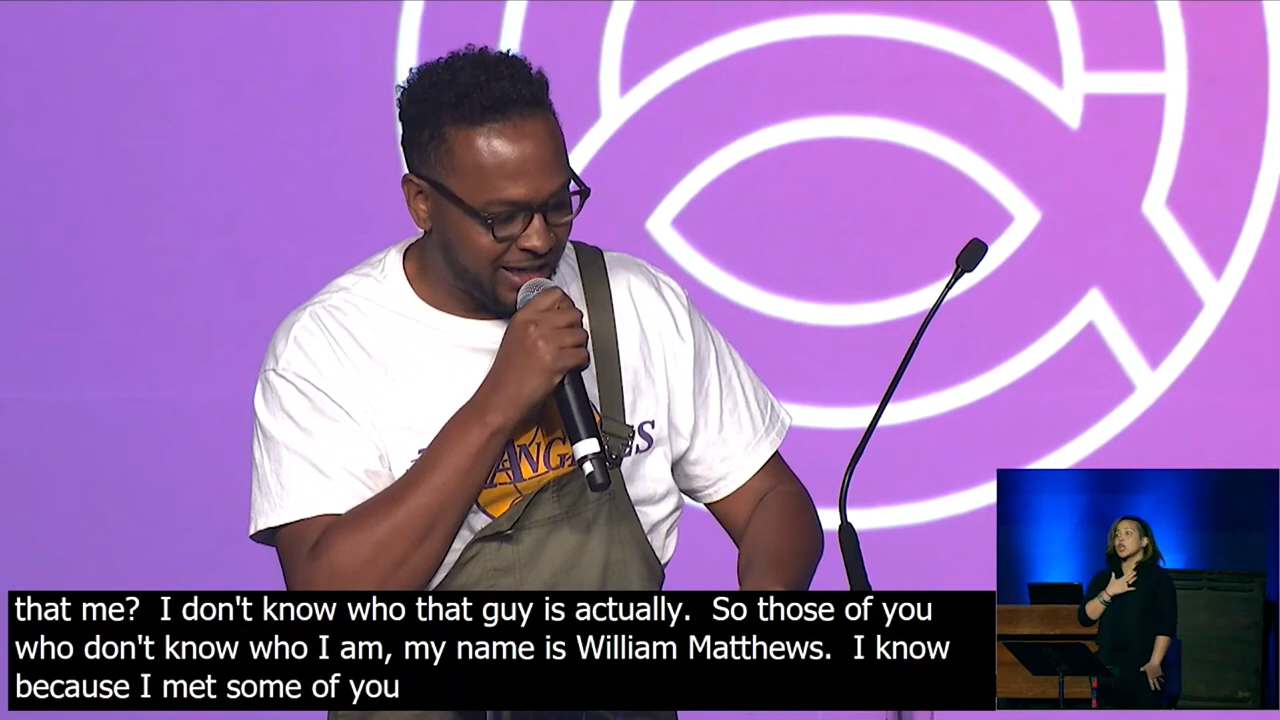 that me?  I don't know who that guy is actually.  So those of you
who don't know who I am, my name is William Matthews.  I know
because I met some of you